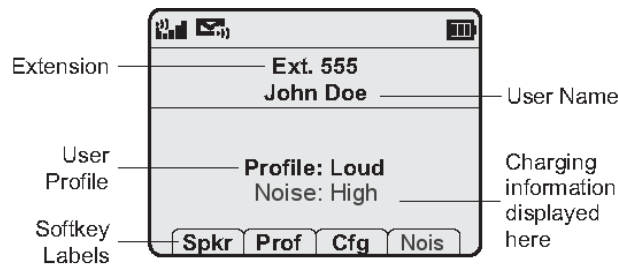 Extension
Ext. 555
John Doe
User Name
User
Profile
Profile: Loud
Noise: High
Charging
information
displayed
here
Softkey
Labels
Spkr Prof Cfg Nois